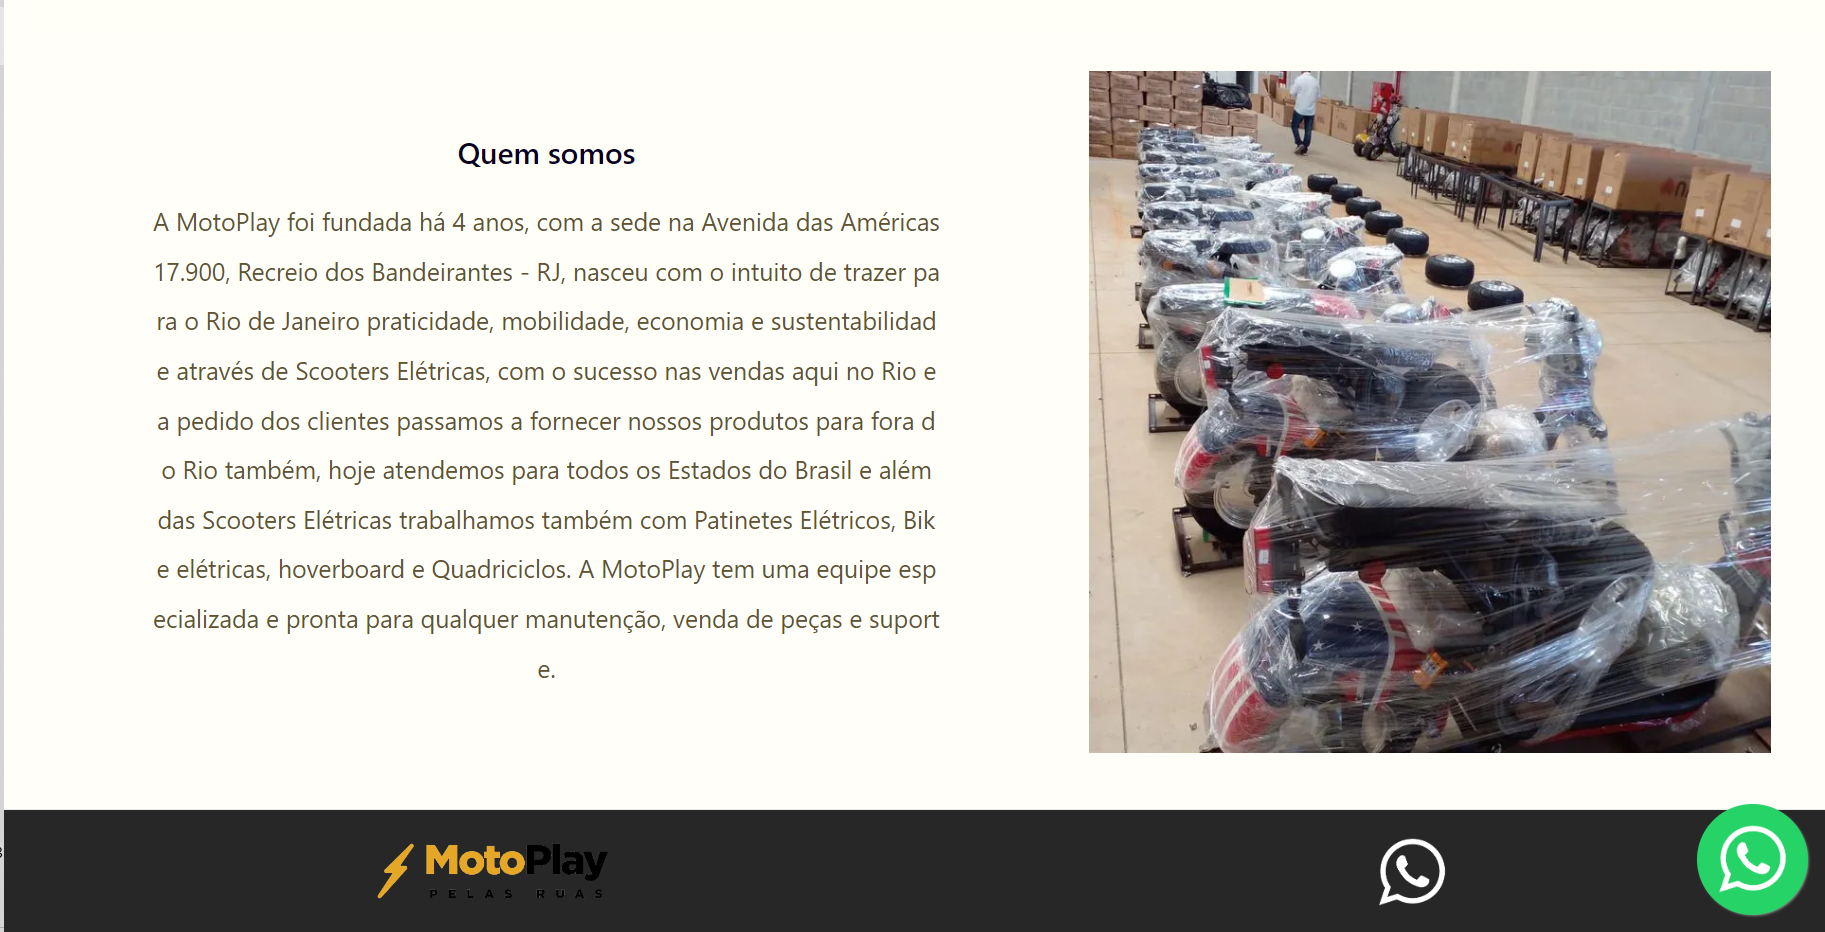 Quem somos
A MotoPlay foi fundada há 4 anos, com a sede na Avenida das Américas
17.900, Recreio dos Bandeirantes - RJ, nasceu com o intuito de trazer pa
ra o Rio de Janeiro praticidade, mobilidade, economia e sustentabilidad
e através de Scooters Elétricas, com o sucesso nas vendas aqui no Rio e
a pedido dos clientes passamos a fornecer nossos produtos para fora d
o Rio também, hoje atendemos para todos os Estados do Brasil e além
das Scooters Elétricas trabalhamos também com Patinetes Elétricos, Bik
e elétricas, hoverboard e Quadriciclos. A MotoPlay tem uma equipe esp
ecializada e pronta para qualquer manutenção, venda de peças e suport
e.
MotoPlay
PELAS RUAS